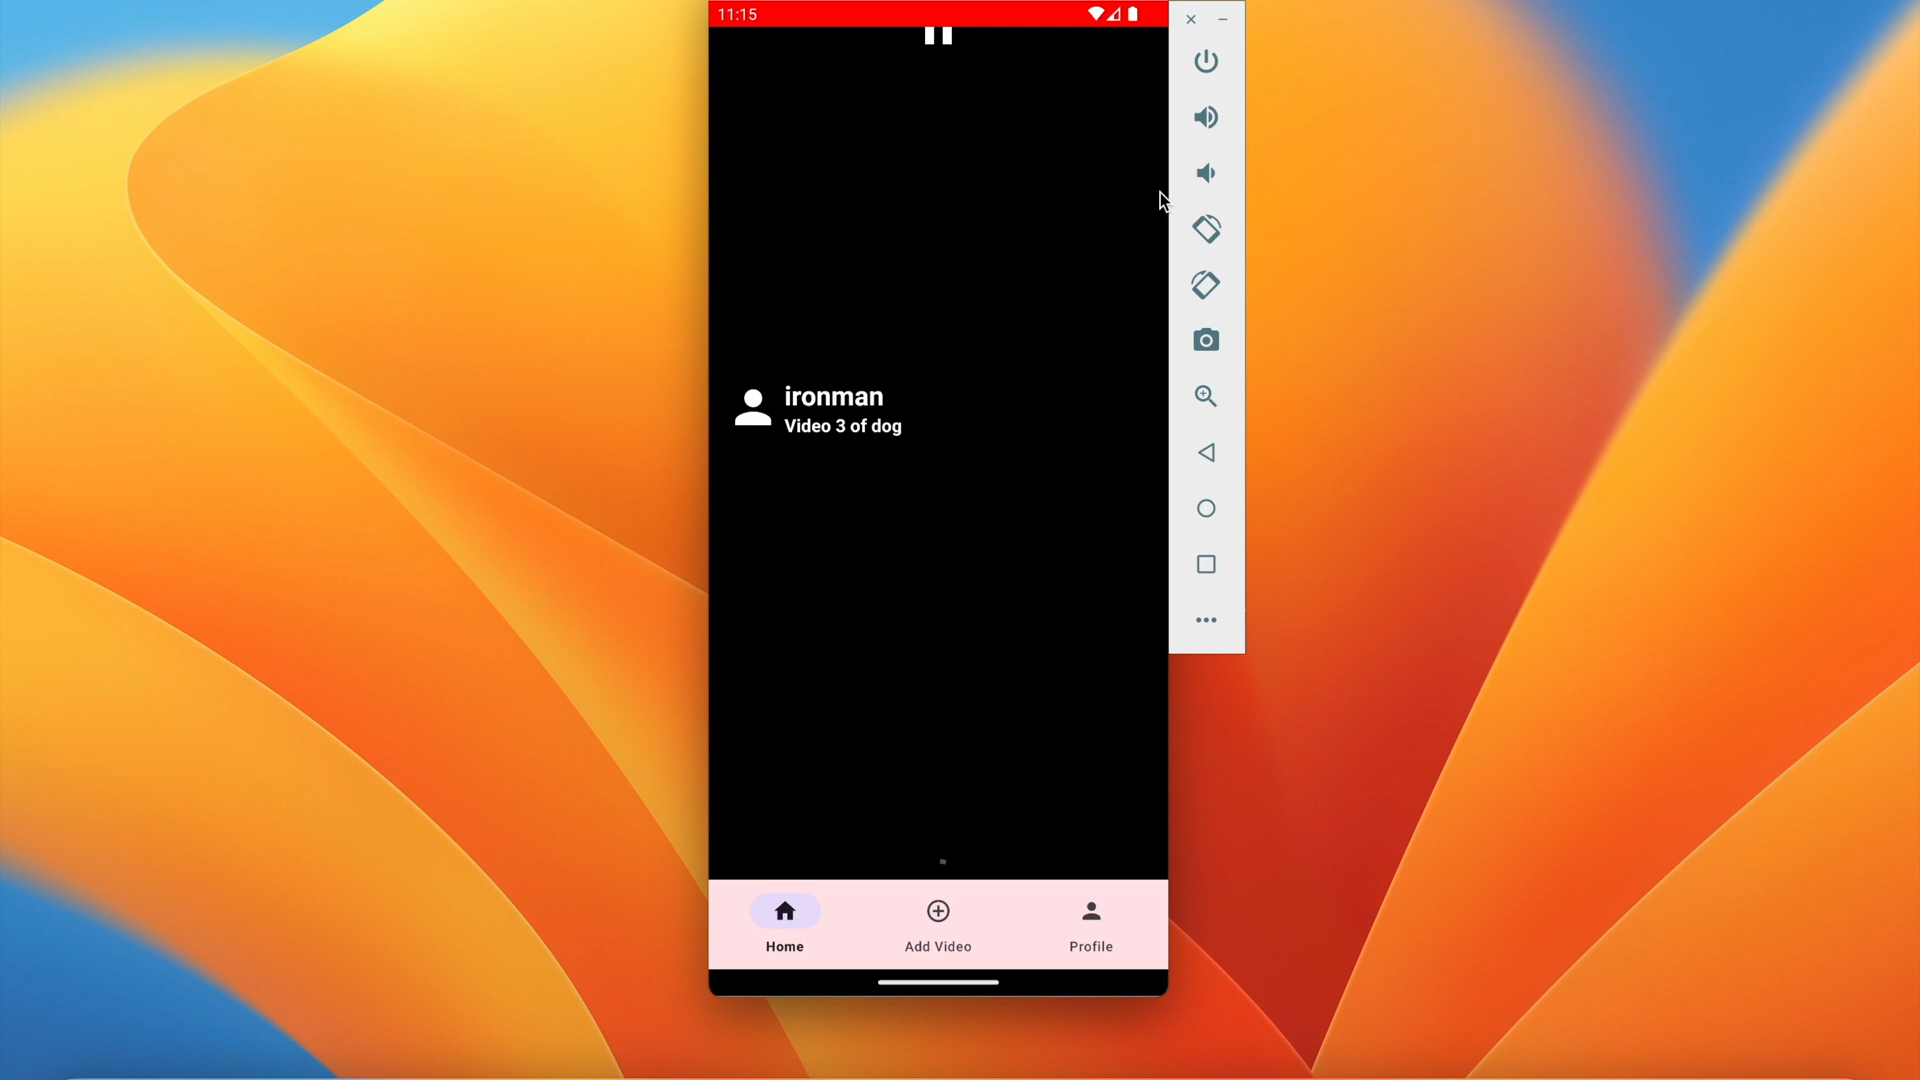 11:15
ironman
Video 3 of dog
Home
Add Video
Profile